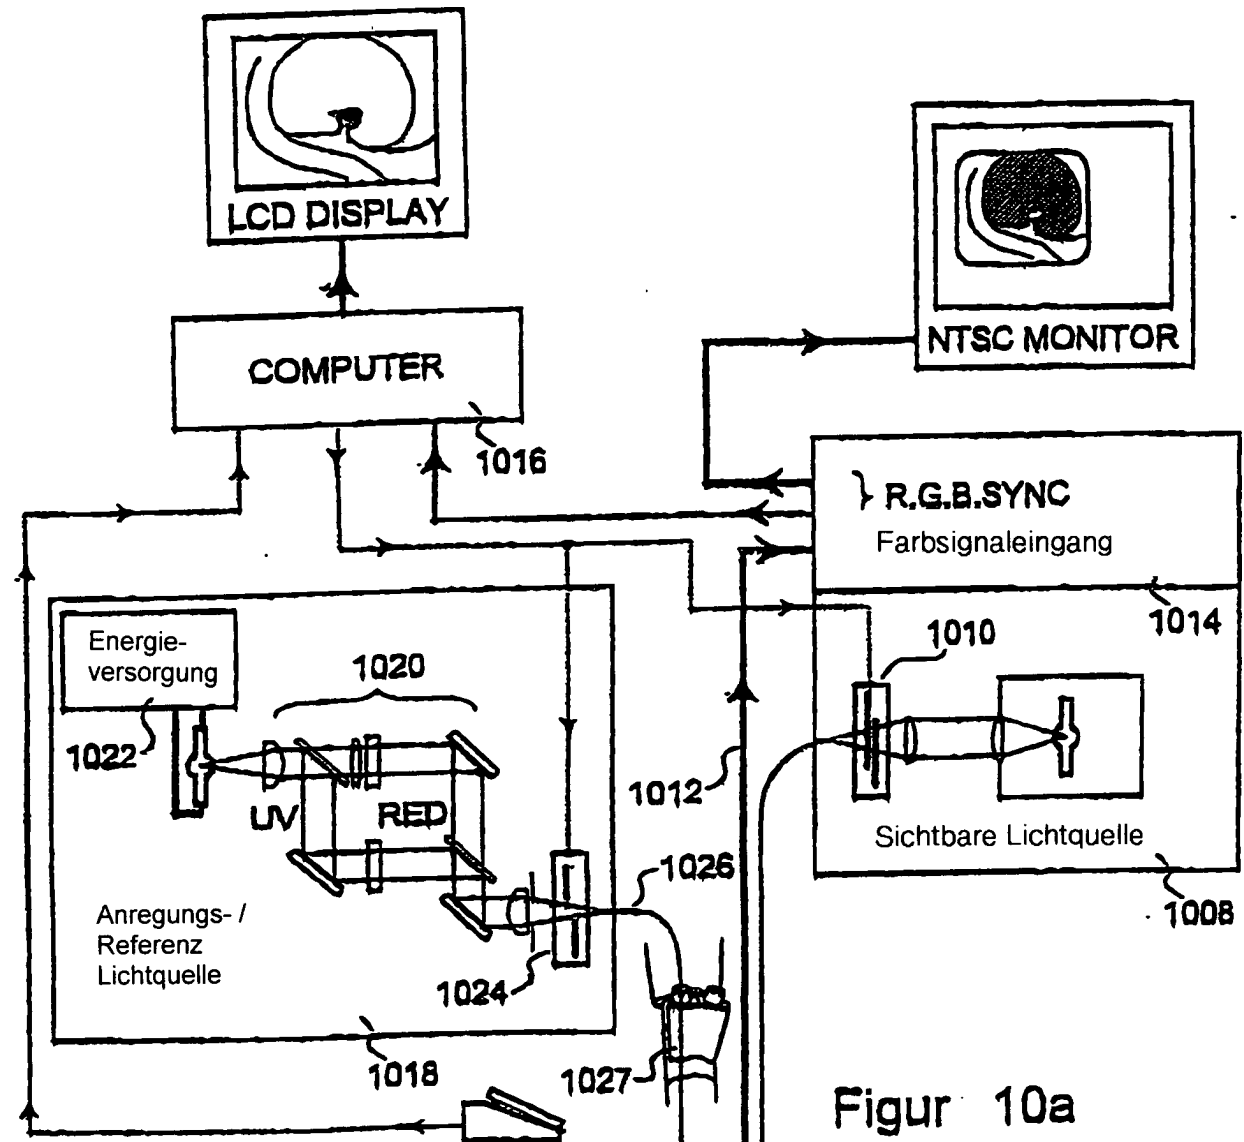 LCD DISPLAY
NTSC MONITOR
COMPUTER
1016
} R.G.B.SYNC
Farbsignaleingang
1014
Energie-
versorgung
1022
1020
1010
1012
UV
RED
Sichtbare Lichtquelle
1008
1026
Anregungs- /
Referenz
Lichtquelle
1024
1018
1027
Figur 10a